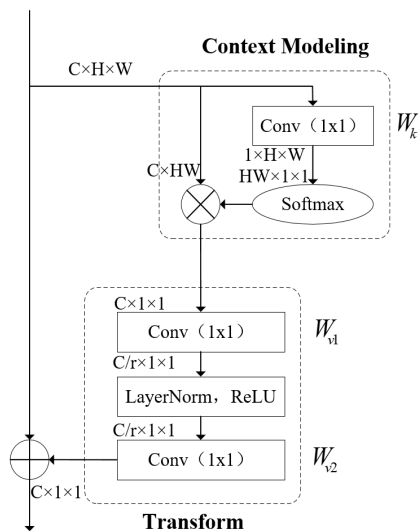 Context Modeling
C×H×W
Conv（1x1）
W_k
1×H×W
HW×1×1
C×HW
Softmax
C×1×1
Conv（1x1）
W_v1
C/r×1×1
LayerNorm，ReLU
C/r×1×1
Conv（1x1）
W_v2
C×1×1
Transform